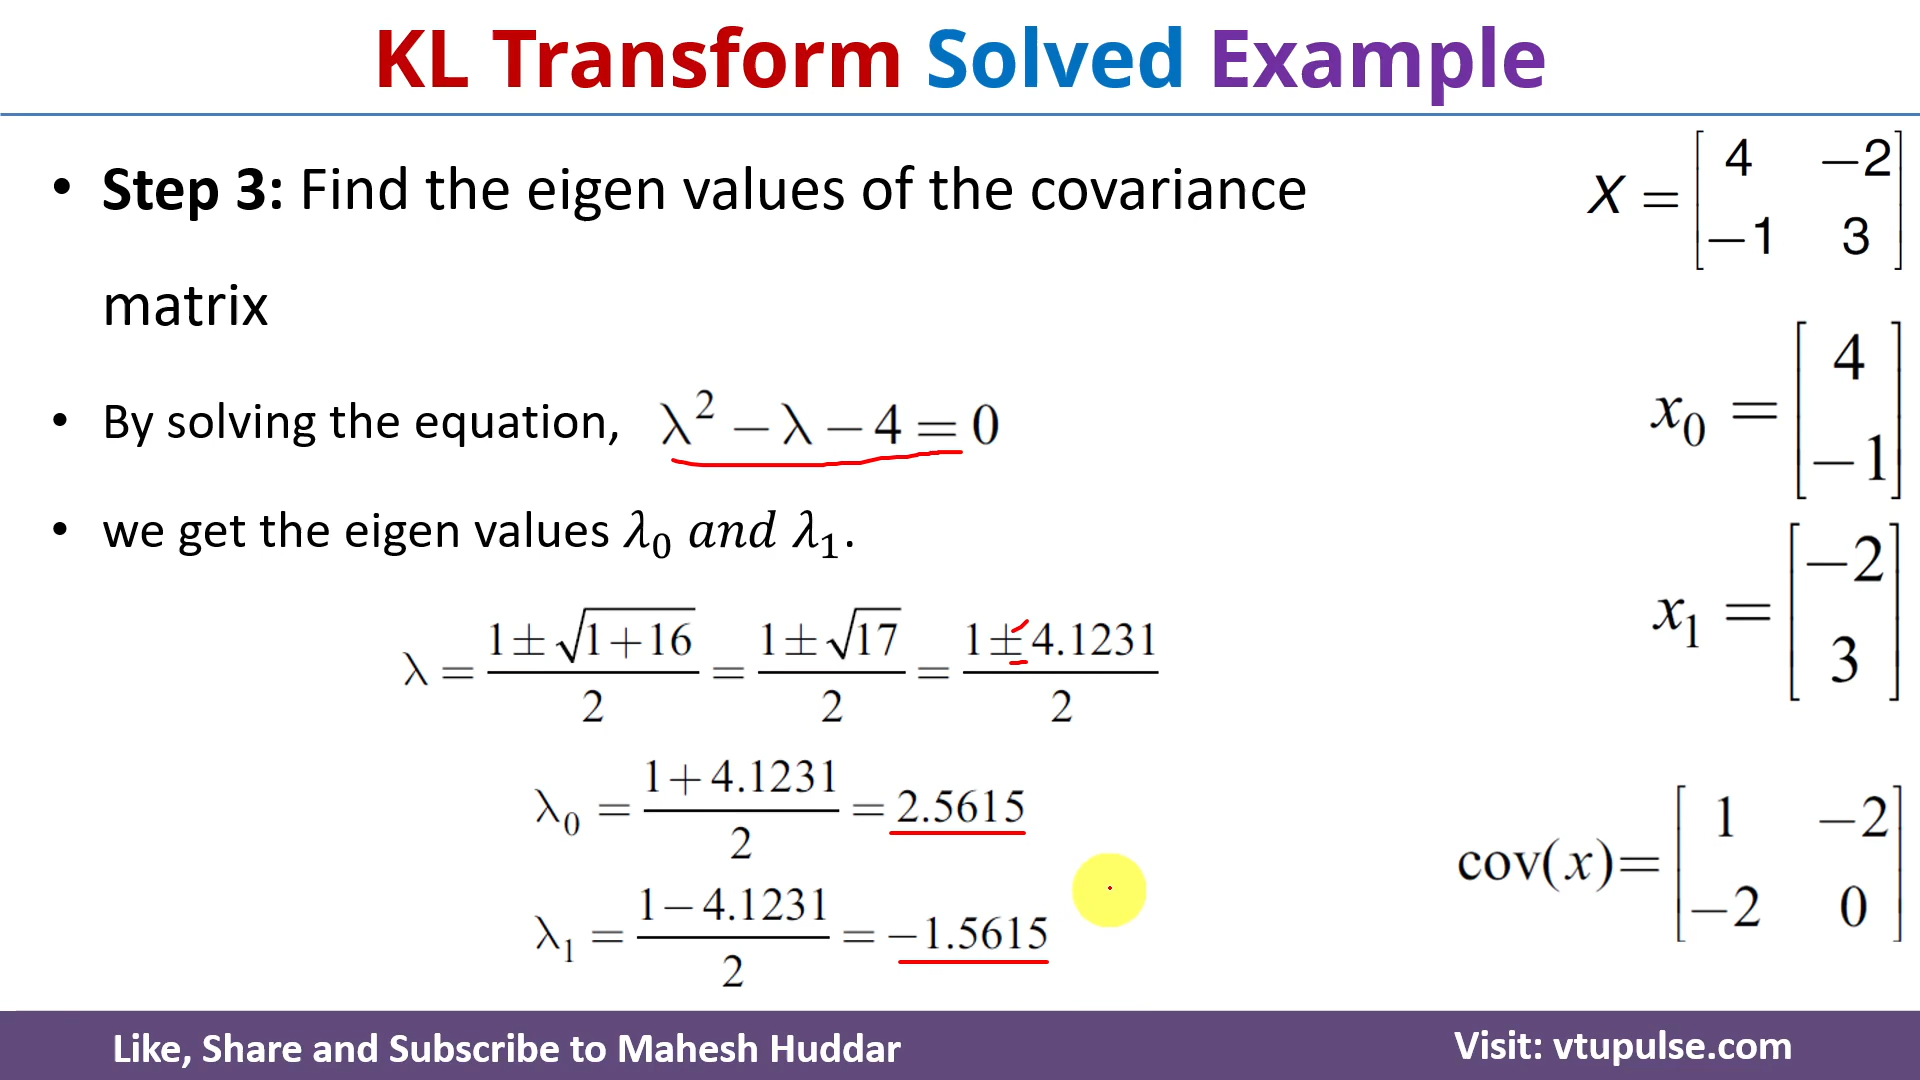 KL Transform Solved Example
• Step 3: Find the eigen values of the covariance
matrix
• By solving the equation, λ² − λ − 4 = 0
• we get the eigen values λ₀ and λ₁.
λ = (1 ± √(1+16))/2 = (1 ± √17)/2 = (1 ± 4.1231)/2
λ₀ = (1 + 4.1231)/2 = 2.5615
λ₁ = (1 − 4.1231)/2 = −1.5615
X = [4 −2
−1 3]
x₀ = [4
−1]
x₁ = [−2
3]
cov(x) = [1 −2
−2 0]
Like, Share and Subscribe to Mahesh Huddar
Visit: vtupulse.com